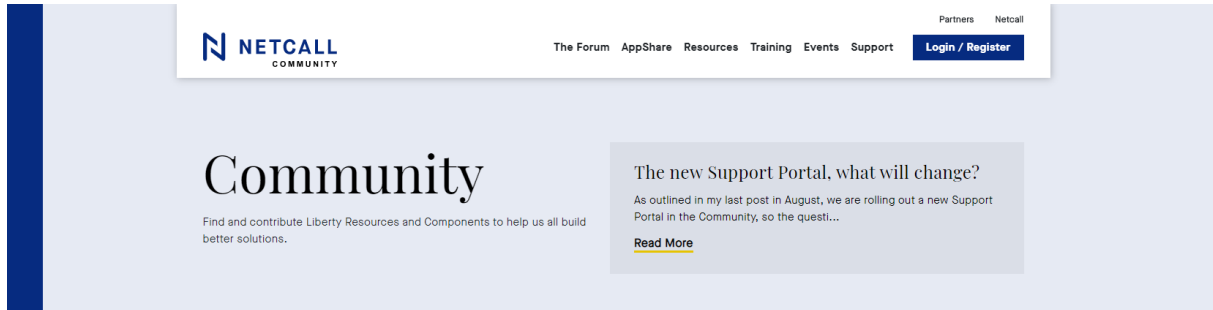 Partners Netcall
NETCALL
COMMUNITY
The Forum AppShare Resources Training Events Support Login / Register
Community
Find and contribute Liberty Resources and Components to help us all build
better solutions.
The new Support Portal, what will change?
As outlined in my last post in August, we are rolling out a new Support
Portal in the Community, so the questi...
Read More